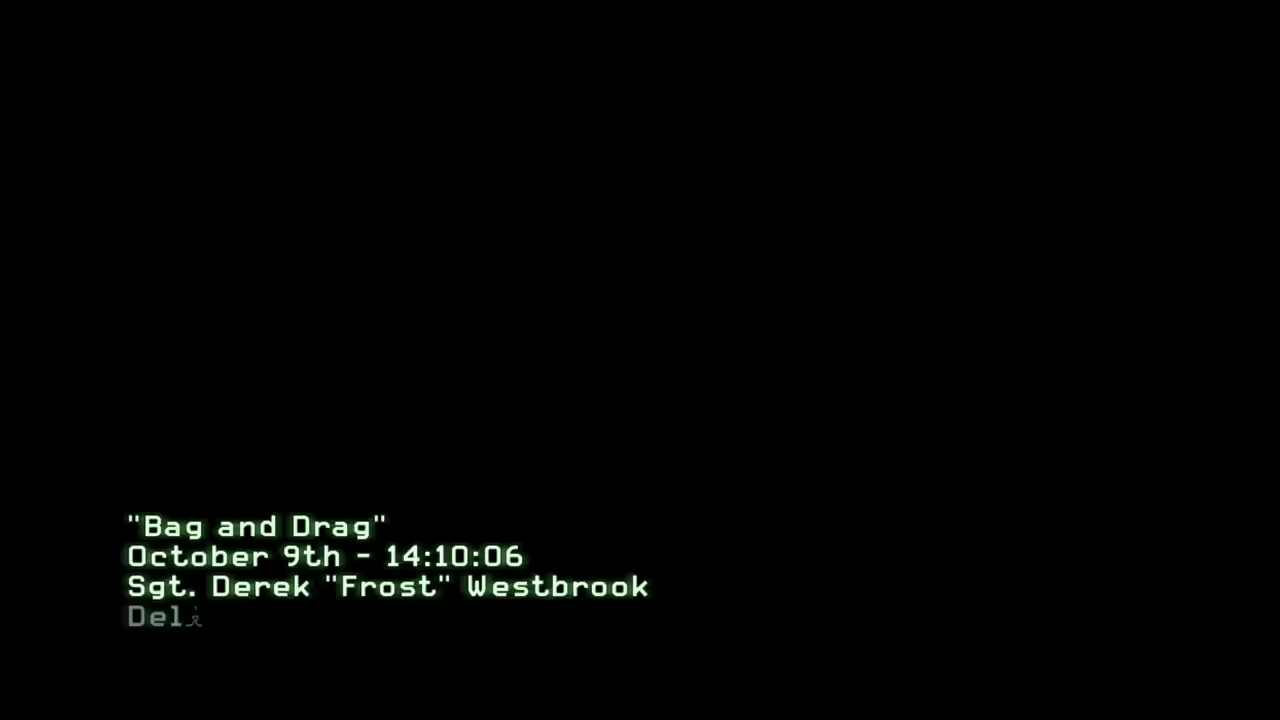 "Bag and Drag"
October 9th - 14:10:06
Sgt. Derek "Frost" Westbrook